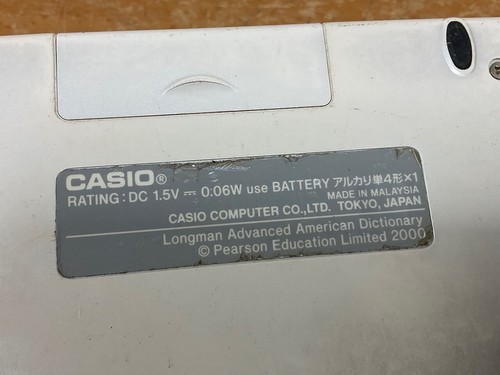 CASIO®
RATING: DC 1.5V ⎓ 0.06W use BATTERY アルカリ単4形×1
MADE IN MALAYSIA
CASIO COMPUTER CO.,LTD. TOKYO, JAPAN
Longman Advanced American Dictionary
© Pearson Education Limited 2000